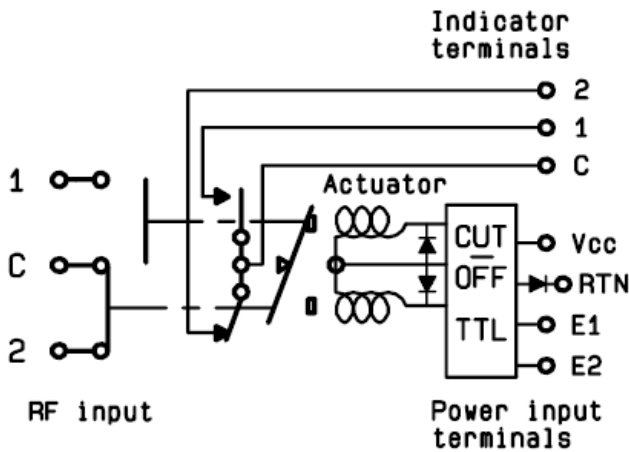 Indicator
terminals
2
1
C
1
Actuator
CUT
Vcc
C
OFF
RTN
TTL
E1
2
E2
RF input
Power input
terminals